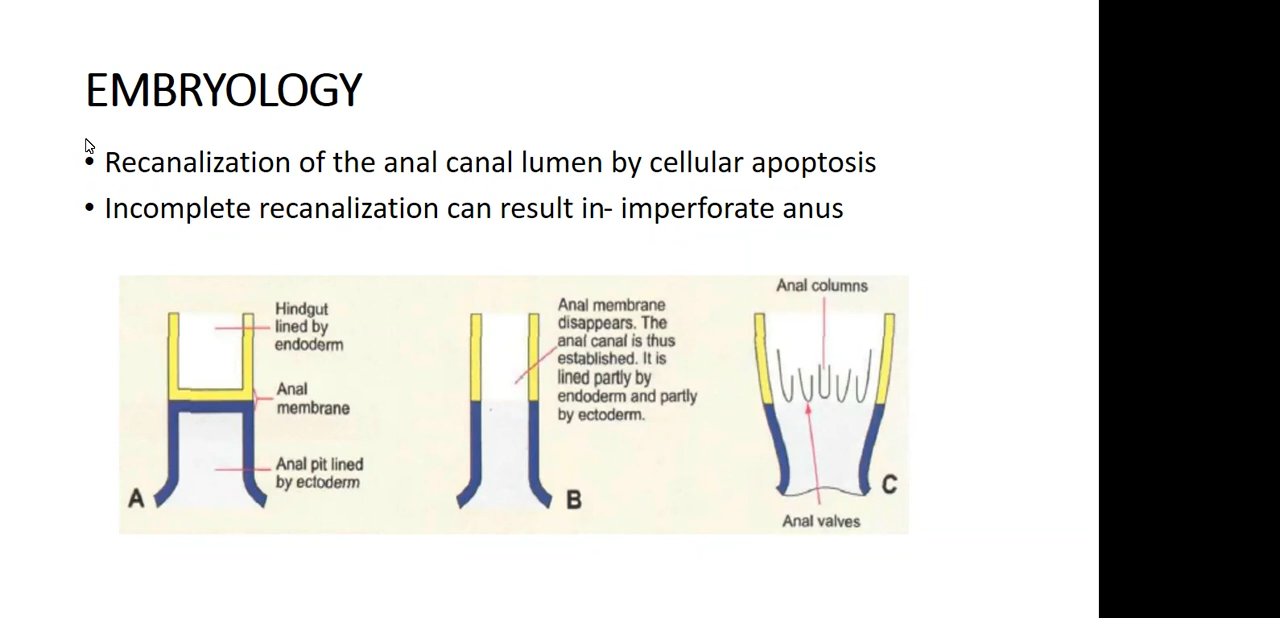 EMBRYOLOGY
• Recanalization of the anal canal lumen by cellular apoptosis
• Incomplete recanalization can result in- imperforate anus
Hindgut
lined by
endoderm
Anal
membrane
Anal pit lined
by ectoderm
A
Anal membrane
disappears. The
anal canal is thus
established. It is
lined partly by
endoderm and partly
by ectoderm.
B
Anal columns
C
Anal valves